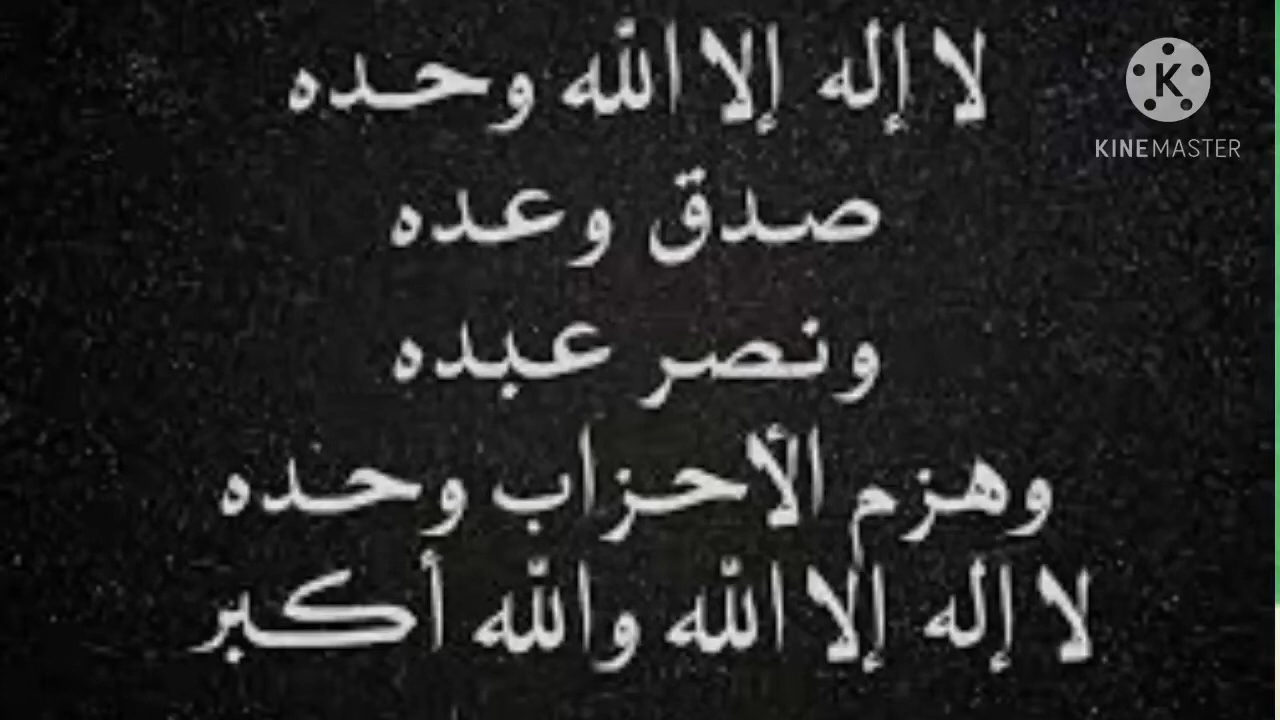 لا إله إلا الله وحده
صدق وعده
ونصر عبده
وهزم الأحزاب وحده
لا إله إلا الله والله أكبر
K
KINEMASTER